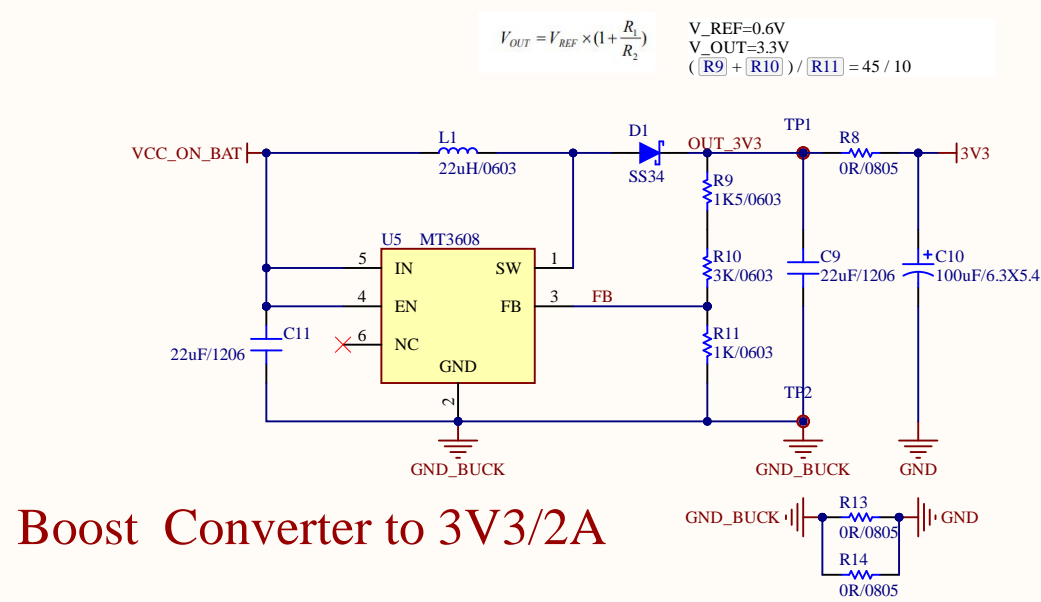 V_OUT = V_REF × (1 + R_1 / R_2)
V_REF=0.6V
V_OUT=3.3V
( R9 + R10 ) / R11 = 45 / 10
VCC_ON_BAT
L1
22uH/0603
D1
SS34
OUT_3V3
TP1
R8
0R/0805
3V3
R9
1K5/0603
U5 MT3608
5 IN
SW 1
4 EN
FB 3
FB
6 NC
GND
2
R10
3K/0603
C9
22uF/1206
C10
100uF/6.3X5.4
C11
22uF/1206
R11
1K/0603
TP2
GND_BUCK
GND_BUCK
GND
Boost Converter to 3V3/2A
GND_BUCK
R13
0R/0805
GND
R14
0R/0805